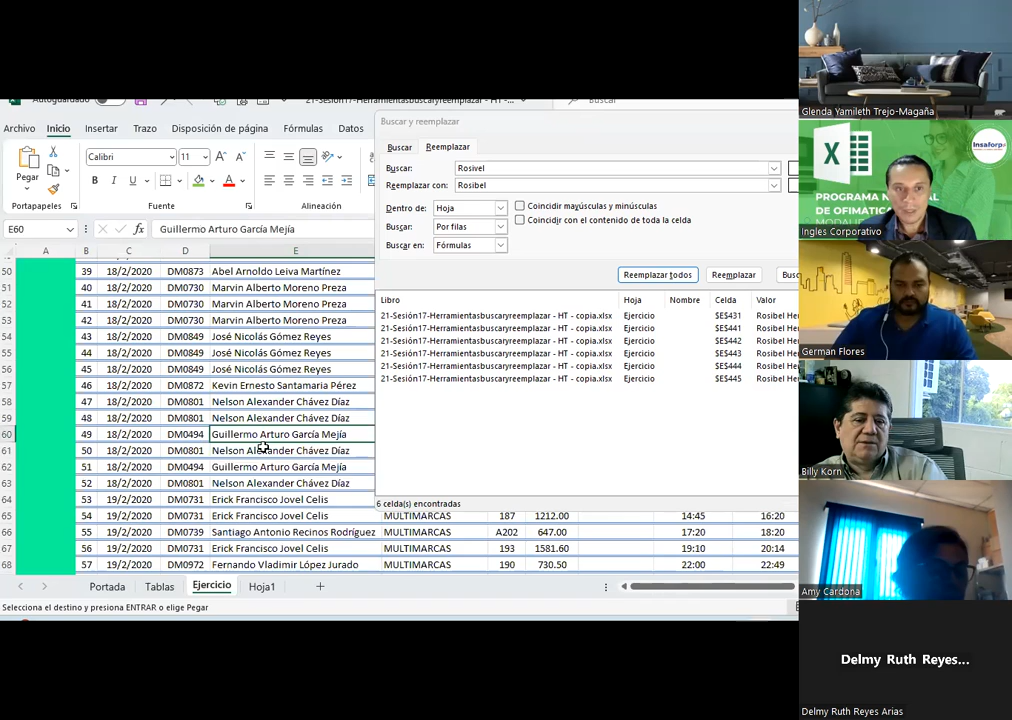 Autoguardado
21-Sesión17-Herramientasbuscaryreemplazar - HT -...
Buscar
Archivo Inicio Insertar Trazo Disposición de página Fórmulas Datos
Buscar y reemplazar
Buscar Reemplazar
Pegar
Calibri 11
Portapapeles Fuente Alineación
Buscar: Rosivel
Reemplazar con: Rosibel
Dentro de: Hoja
Coincidir mayúsculas y minúsculas
Coincidir con el contenido de toda la celda
Buscar: Por filas
Buscar en: Fórmulas
Reemplazar todos Reemplazar Busc
E60 fx Guillermo Arturo García Mejía
A B C D E
50 39 18/2/2020 DM0873 Abel Arnoldo Leiva Martínez
51 40 18/2/2020 DM0730 Marvin Alberto Moreno Preza
52 41 18/2/2020 DM0730 Marvin Alberto Moreno Preza
53 42 18/2/2020 DM0730 Marvin Alberto Moreno Preza
54 43 18/2/2020 DM0849 José Nicolás Gómez Reyes
55 44 18/2/2020 DM0849 José Nicolás Gómez Reyes
56 45 18/2/2020 DM0849 José Nicolás Gómez Reyes
57 46 18/2/2020 DM0872 Kevin Ernesto Santamaria Pérez
58 47 18/2/2020 DM0801 Nelson Alexander Chávez Díaz
59 48 18/2/2020 DM0801 Nelson Alexander Chávez Díaz
60 49 18/2/2020 DM0494 Guillermo Arturo García Mejía
61 50 18/2/2020 DM0801 Nelson Alexander Chávez Díaz
62 51 18/2/2020 DM0494 Guillermo Arturo García Mejía
63 52 18/2/2020 DM0801 Nelson Alexander Chávez Díaz
64 53 19/2/2020 DM0731 Erick Francisco Jovel Celis
65 54 19/2/2020 DM0731 Erick Francisco Jovel Celis MULTIMARCAS 187 1212.00 14:45 16:20
66 55 19/2/2020 DM0739 Santiago Antonio Recinos Rodríguez MULTIMARCAS A202 647.00 17:20 18:20
67 56 19/2/2020 DM0731 Erick Francisco Jovel Celis MULTIMARCAS 193 1581.60 19:10 20:14
68 57 19/2/2020 DM0972 Fernando Vladimir López Jurado MULTIMARCAS 190 730.50 22:00 22:49
Libro Hoja Nombre Celda Valor
21-Sesión17-Herramientasbuscaryreemplazar - HT - copia.xlsx Ejercicio $E$431 Rosibel He
21-Sesión17-Herramientasbuscaryreemplazar - HT - copia.xlsx Ejercicio $E$441 Rosibel He
21-Sesión17-Herramientasbuscaryreemplazar - HT - copia.xlsx Ejercicio $E$442 Rosibel He
21-Sesión17-Herramientasbuscaryreemplazar - HT - copia.xlsx Ejercicio $E$443 Rosibel He
21-Sesión17-Herramientasbuscaryreemplazar - HT - copia.xlsx Ejercicio $E$444 Rosibel He
21-Sesión17-Herramientasbuscaryreemplazar - HT - copia.xlsx Ejercicio $E$445 Rosibel He
6 celda(s) encontradas
Portada Tablas Ejercicio Hoja1
Selecciona el destino y presiona ENTRAR o elige Pegar
Glenda Yamileth Trejo-Magaña
Insaforp
PROGRAMA NA
DE OFIMATICA
MODALID
Ingles Corporativo
German Flores
Billy Korn
Amy Cardona
Delmy Ruth Reyes...
Delmy Ruth Reyes Arias